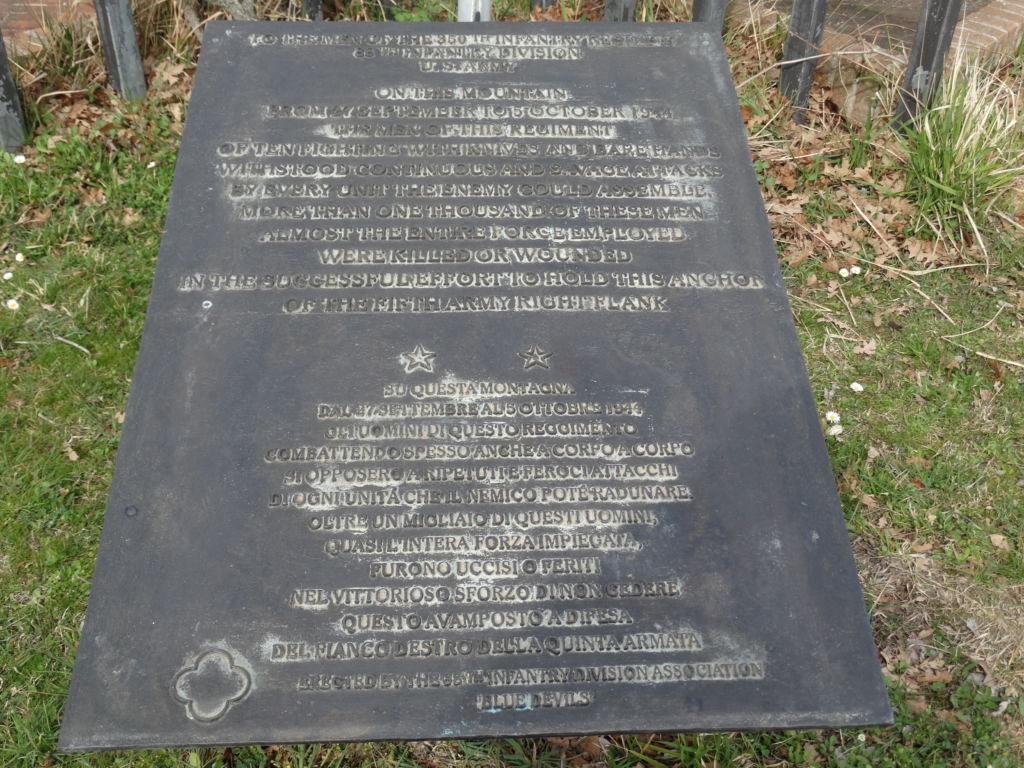 TO THE MEN OF THE 350TH INFANTRY REGIMENT
88TH INFANTRY DIVISION
U.S. ARMY
ON THIS MOUNTAIN
FROM 27 SEPTEMBER TO 5 OCTOBER 1944
THE MEN OF THIS REGIMENT
OFTEN FIGHTING WITH KNIVES AND BARE HANDS
WITHSTOOD CONTINUOUS AND SAVAGE ATTACKS
BY EVERY UNIT THE ENEMY COULD ASSEMBLE
MORE THAN ONE THOUSAND OF THESE MEN
ALMOST THE ENTIRE FORCE EMPLOYED
WERE KILLED OR WOUNDED
IN THE SUCCESSFUL EFFORT TO HOLD THIS ANCHOR
OF THE FIFTH ARMY RIGHT FLANK
SU QUESTA MONTAGNA
DAL 27 SETTEMBRE AL 5 OTTOBRE 1944
GLI UOMINI DI QUESTO REGGIMENTO
COMBATTENDO SPESSO ANCHE A CORPO A CORPO
SI OPPOSERO A RIPETUTI E FEROCI ATTACCHI
DI OGNI UNITÀ CHE IL NEMICO POTÈ RADUNARE.
OLTRE UN MIGLIAIO DI QUESTI UOMINI,
QUASI L'INTERA FORZA IMPIEGATA,
FURONO UCCISI O FERITI
NEL VITTORIOSO SFORZO DI NON CEDERE
QUESTO AVAMPOSTO A DIFESA
DEL FIANCO DESTRO DELLA QUINTA ARMATA
ERECTED BY THE 88TH INFANTRY DIVISION ASSOCIATION
"BLUE DEVILS"